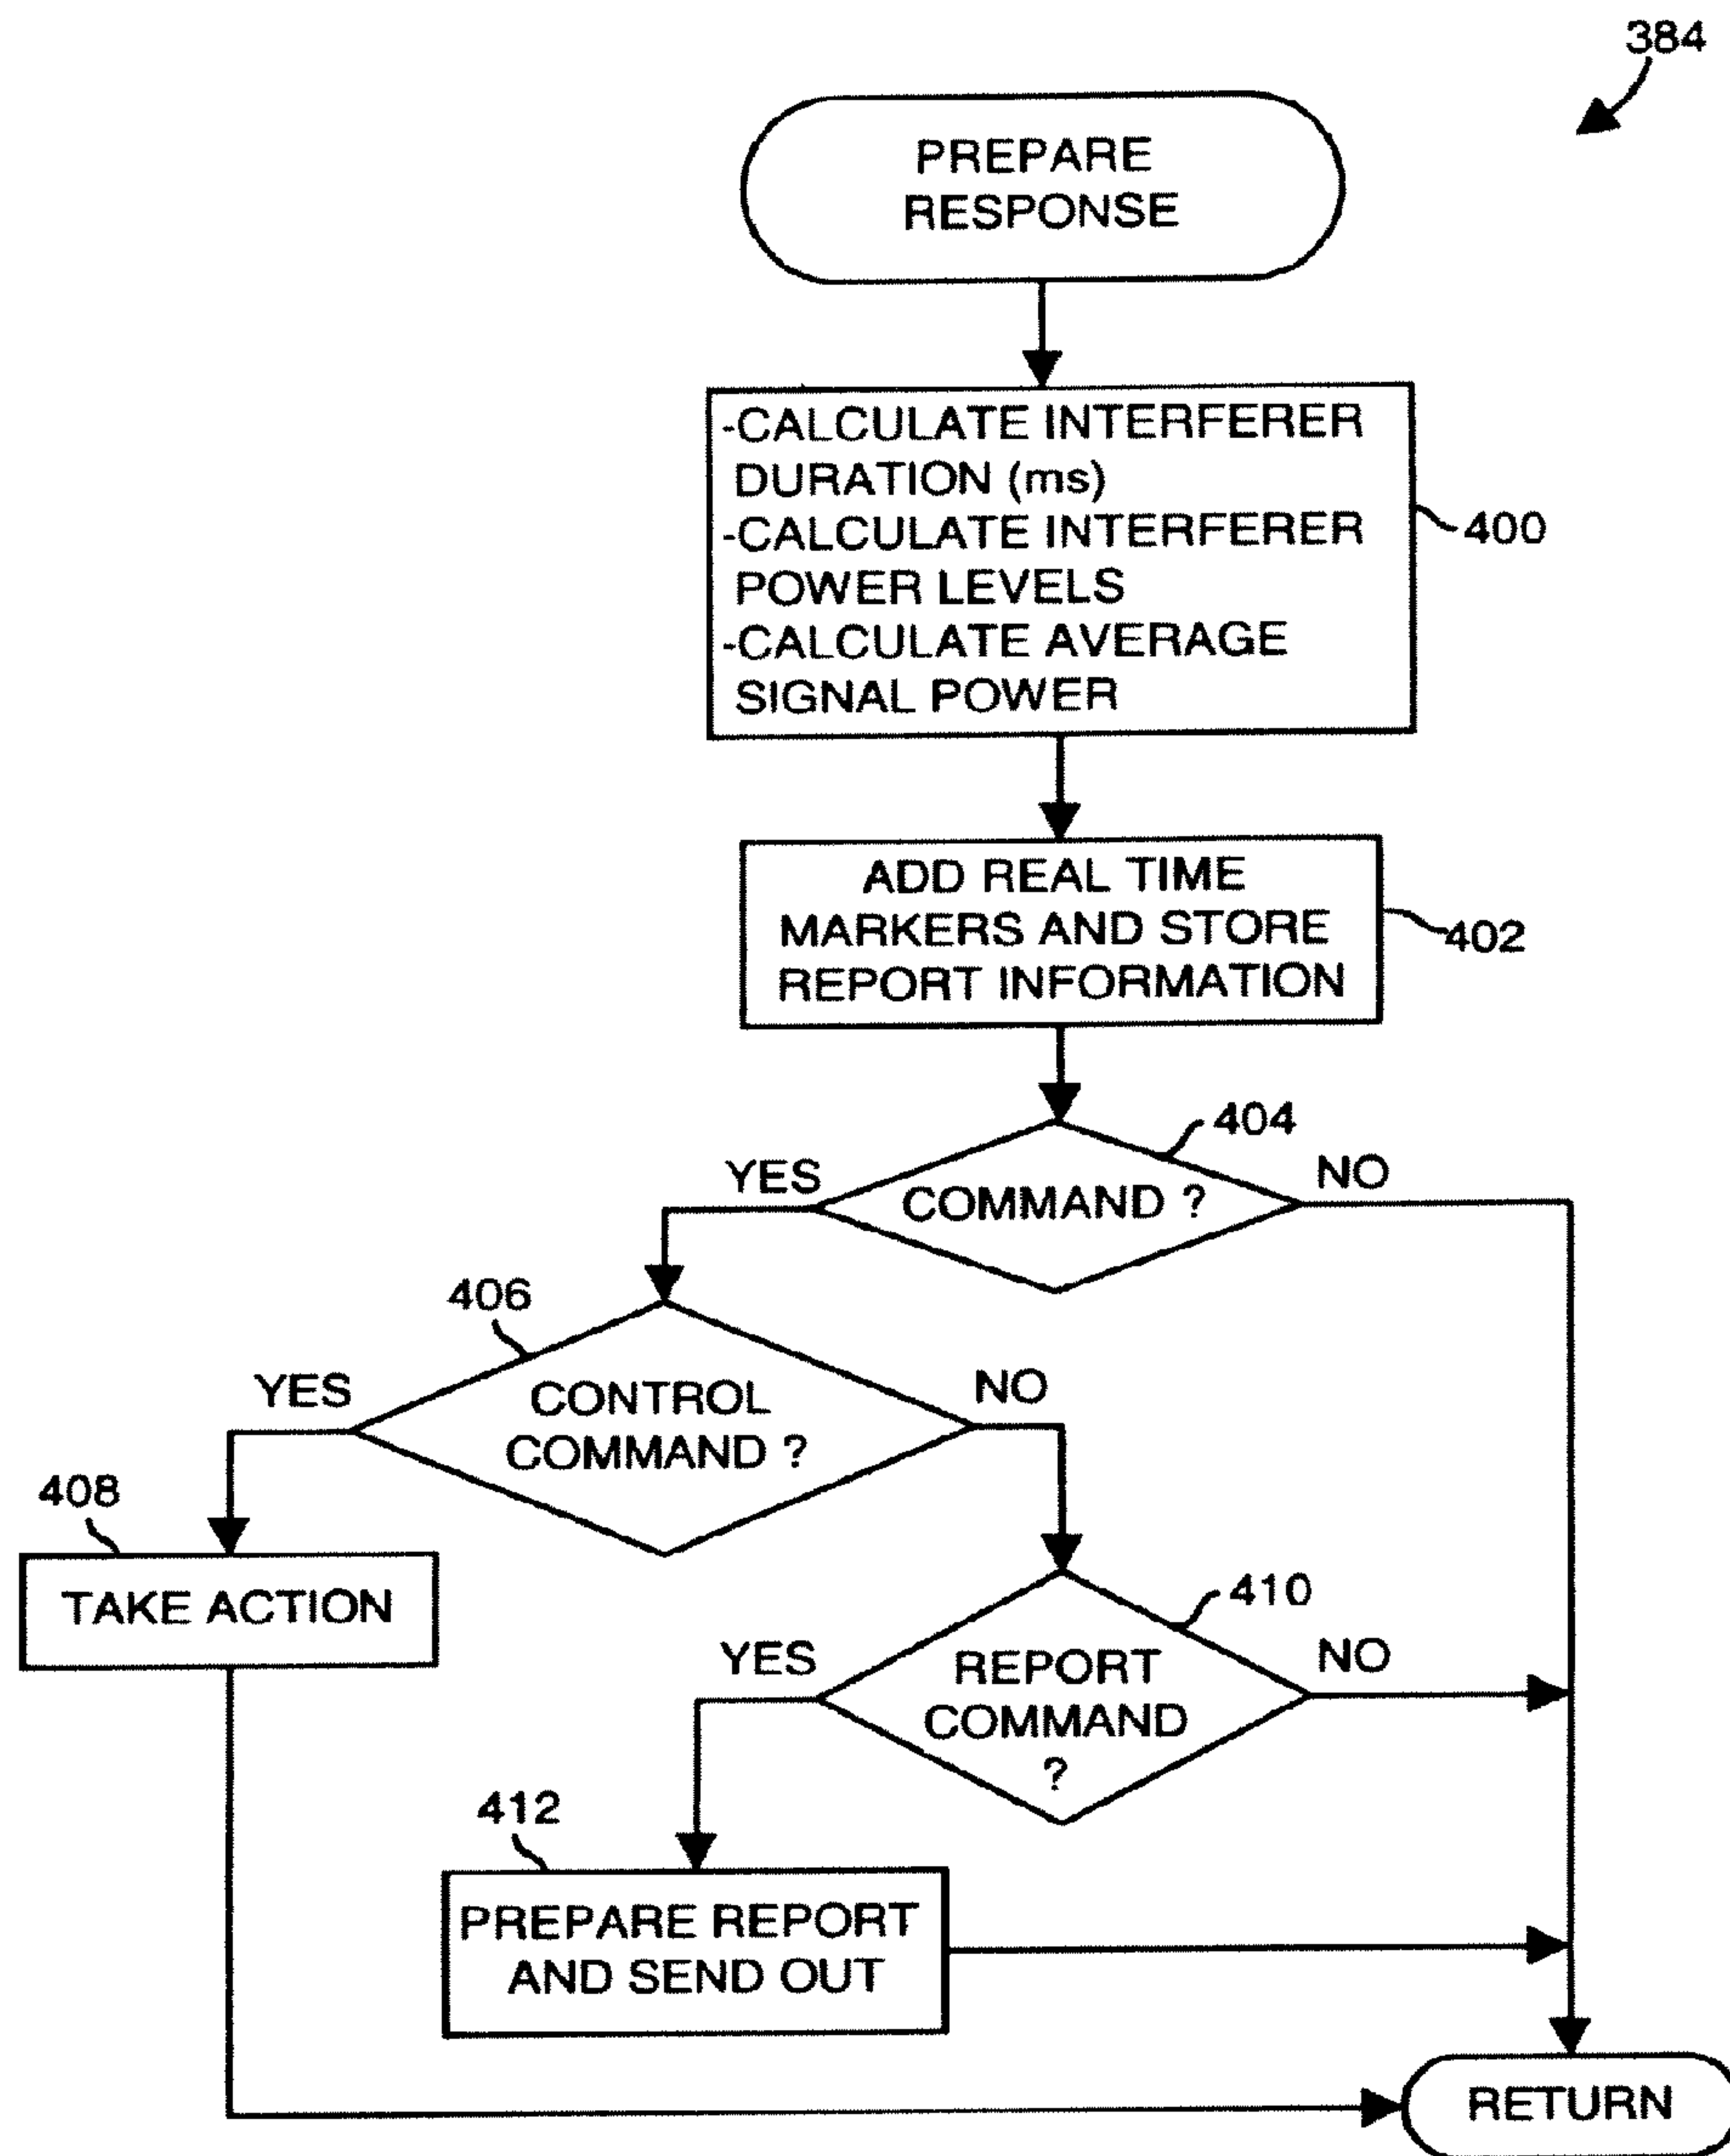 384
PREPARE
RESPONSE
-CALCULATE INTERFERER
DURATION (ms)
-CALCULATE INTERFERER
POWER LEVELS
-CALCULATE AVERAGE
SIGNAL POWER
400
ADD REAL TIME
MARKERS AND STORE
REPORT INFORMATION
402
404
YES
COMMAND ?
NO
406
YES
CONTROL
COMMAND ?
NO
408
TAKE ACTION
410
YES
REPORT
COMMAND
?
NO
412
PREPARE REPORT
AND SEND OUT
RETURN